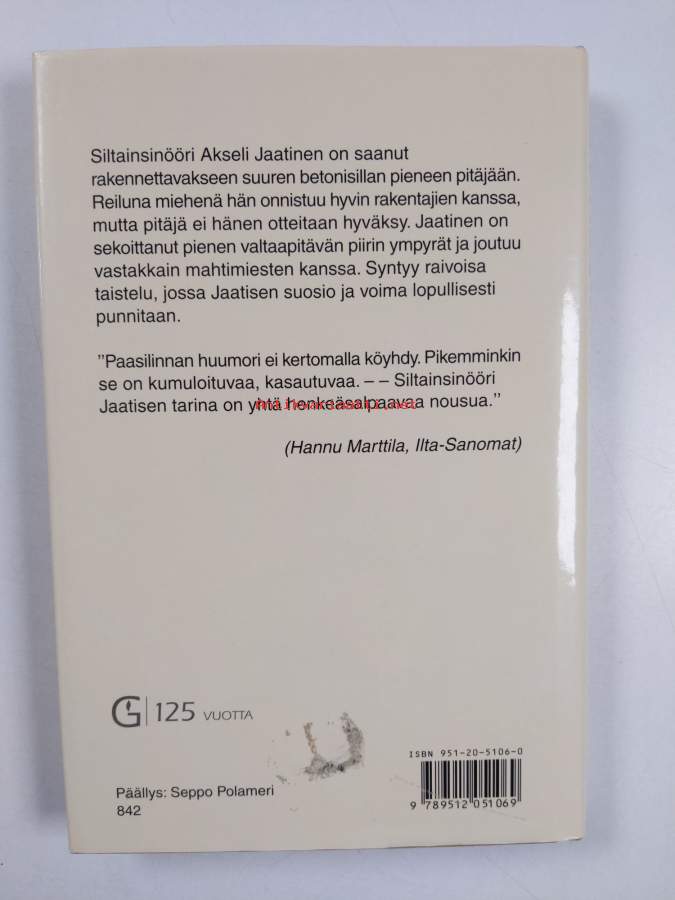 Siltainsinööri Akseli Jaatinen on saanut
rakennettavakseen suuren betonisillan pieneen pitäjään.
Reiluna miehenä hän onnistuu hyvin rakentajien kanssa,
mutta pitäjä ei hänen otteitaan hyväksy. Jaatinen on
sekoittanut pienen valtaapitävän piirin ympyrät ja joutuu
vastakkain mahtimiesten kanssa. Syntyy raivoisa
taistelu, jossa Jaatisen suosio ja voima lopullisesti
punnitaan.
”Paasilinnan huumori ei kertomalla köyhdy. Pikemminkin
se on kumuloituvaa, kasautuvaa. – – Siltainsinööri
Jaatisen tarina on yhtä henkeäsalpaavaa nousua.”
(Hannu Marttila, Ilta-Sanomat)
G 125 VUOTTA
Päällys: Seppo Polameri
842
ISBN 951-20-5106-0
9 789512 051069